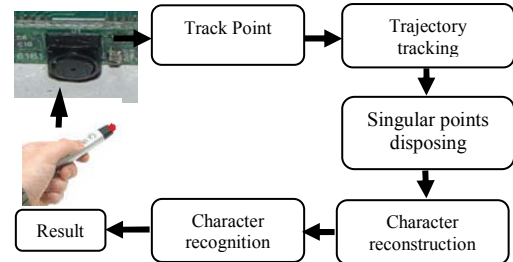 Track Point
Trajectory
tracking
Singular points
disposing
Character
reconstruction
Character
recognition
Result